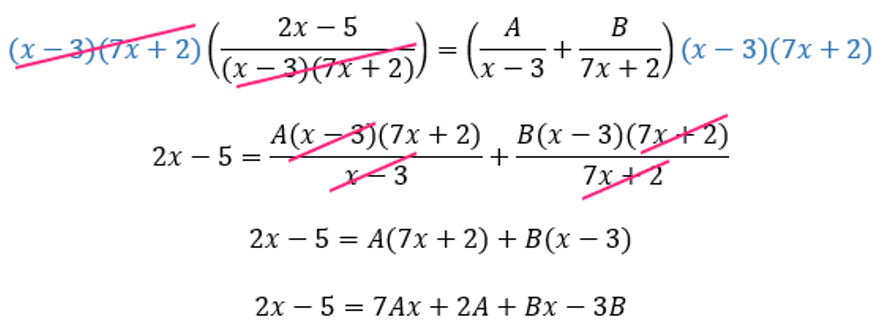 (x − 3)(7x + 2) ( 2x − 5 / (x − 3)(7x + 2) ) = ( A / x − 3 + B / 7x + 2 ) (x − 3)(7x + 2)
2x − 5 = A(x − 3)(7x + 2) / x − 3 + B(x − 3)(7x + 2) / 7x + 2
2x − 5 = A(7x + 2) + B(x − 3)
2x − 5 = 7Ax + 2A + Bx − 3B